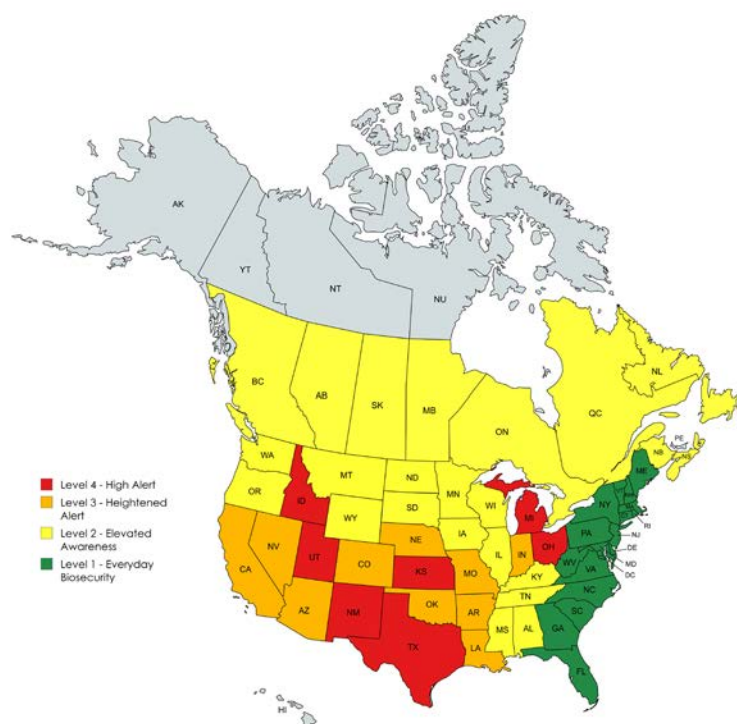 AK
YT
NT
NU
BC
AB
SK
MB
ON
QC
NL
PE
NB
NS
WA
MT
ND
MN
OR
ID
WY
SD
WI
MI
IA
NE
NV
UT
CO
KS
MO
IL
IN
OH
KY
CA
AZ
NM
OK
AR
TN
TX
LA
MS
AL
GA
FL
SC
NC
VA
WV
PA
NY
ME
RI
NJ
DE
MD
DC
HI
Level 4 - High Alert
Level 3 - Heightened
Alert
Level 2 - Elevated
Awareness
Level 1 - Everyday
Biosecurity